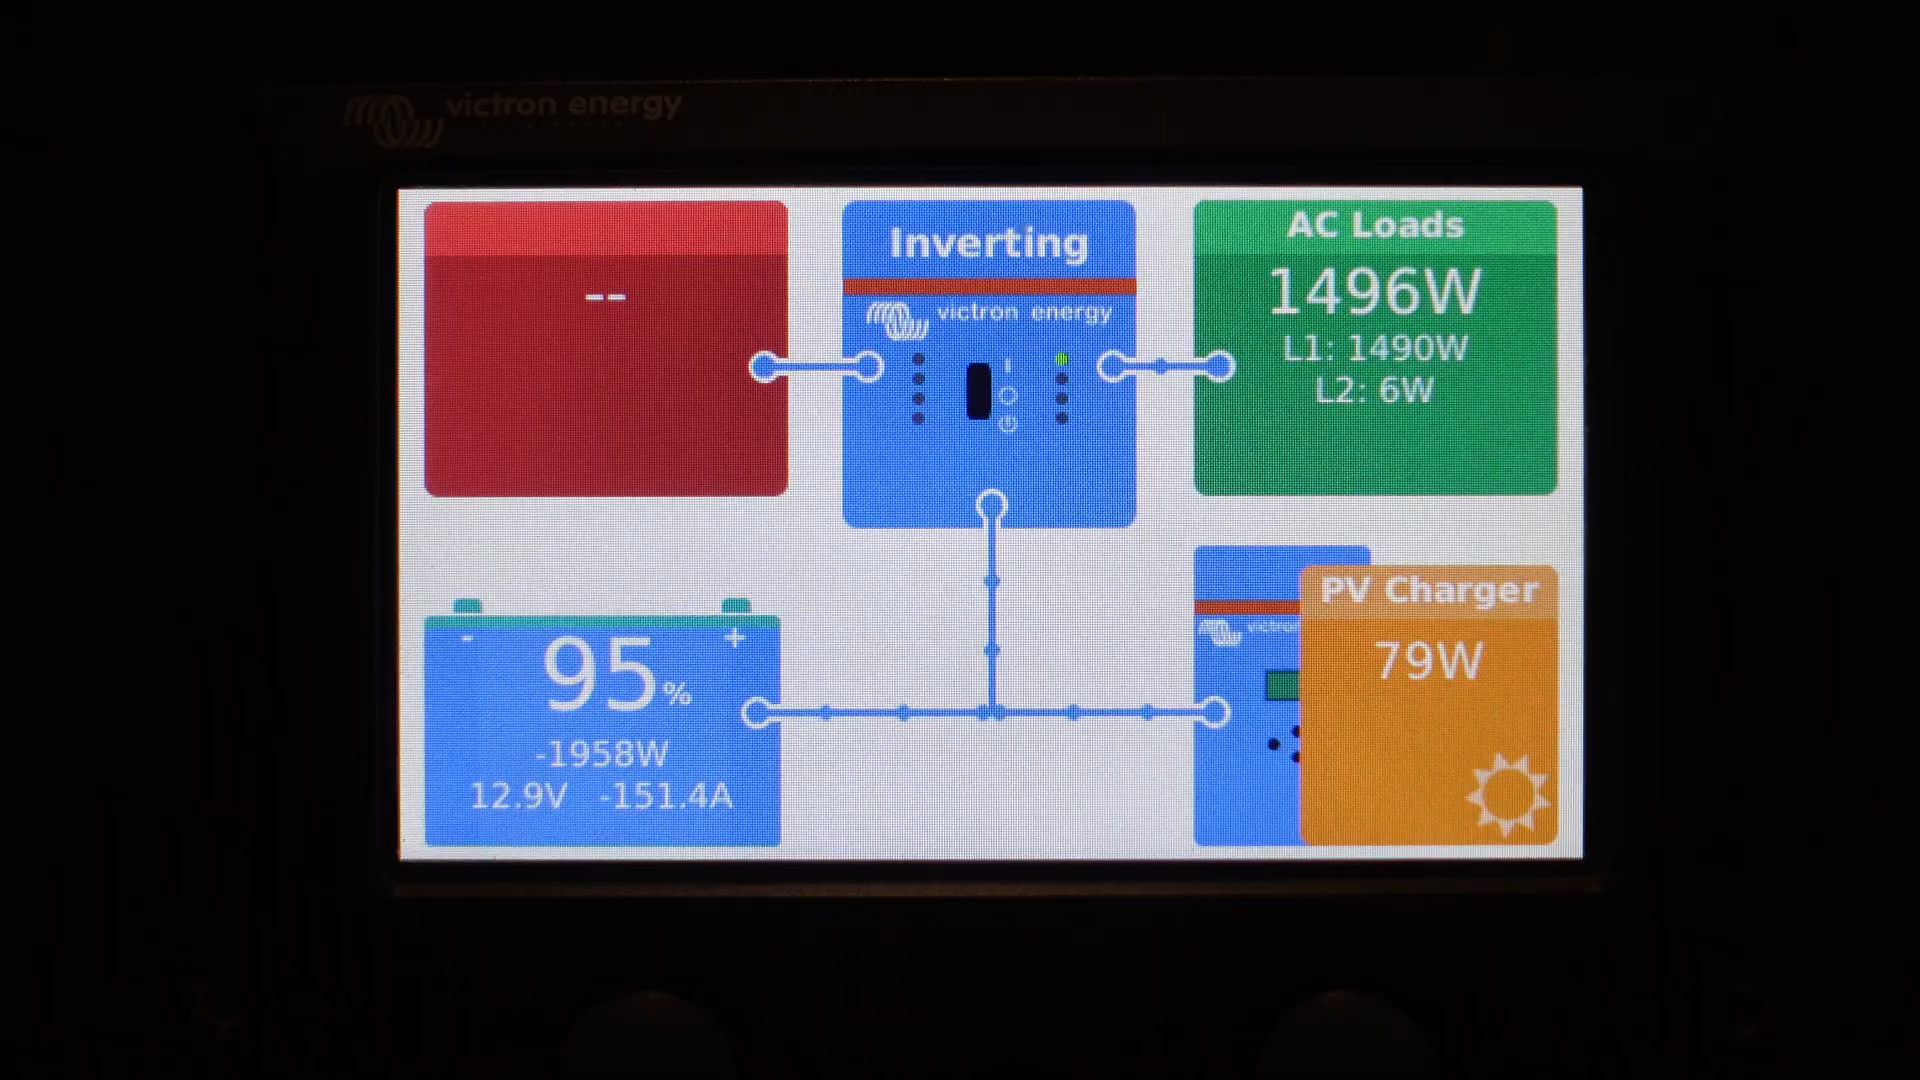 victron energy
--
Inverting
victron energy
AC Loads
1496W
L1: 1490W
L2: 6W
- +
95%
-1958W
12.9V -151.4A
victron
PV Charger
79W